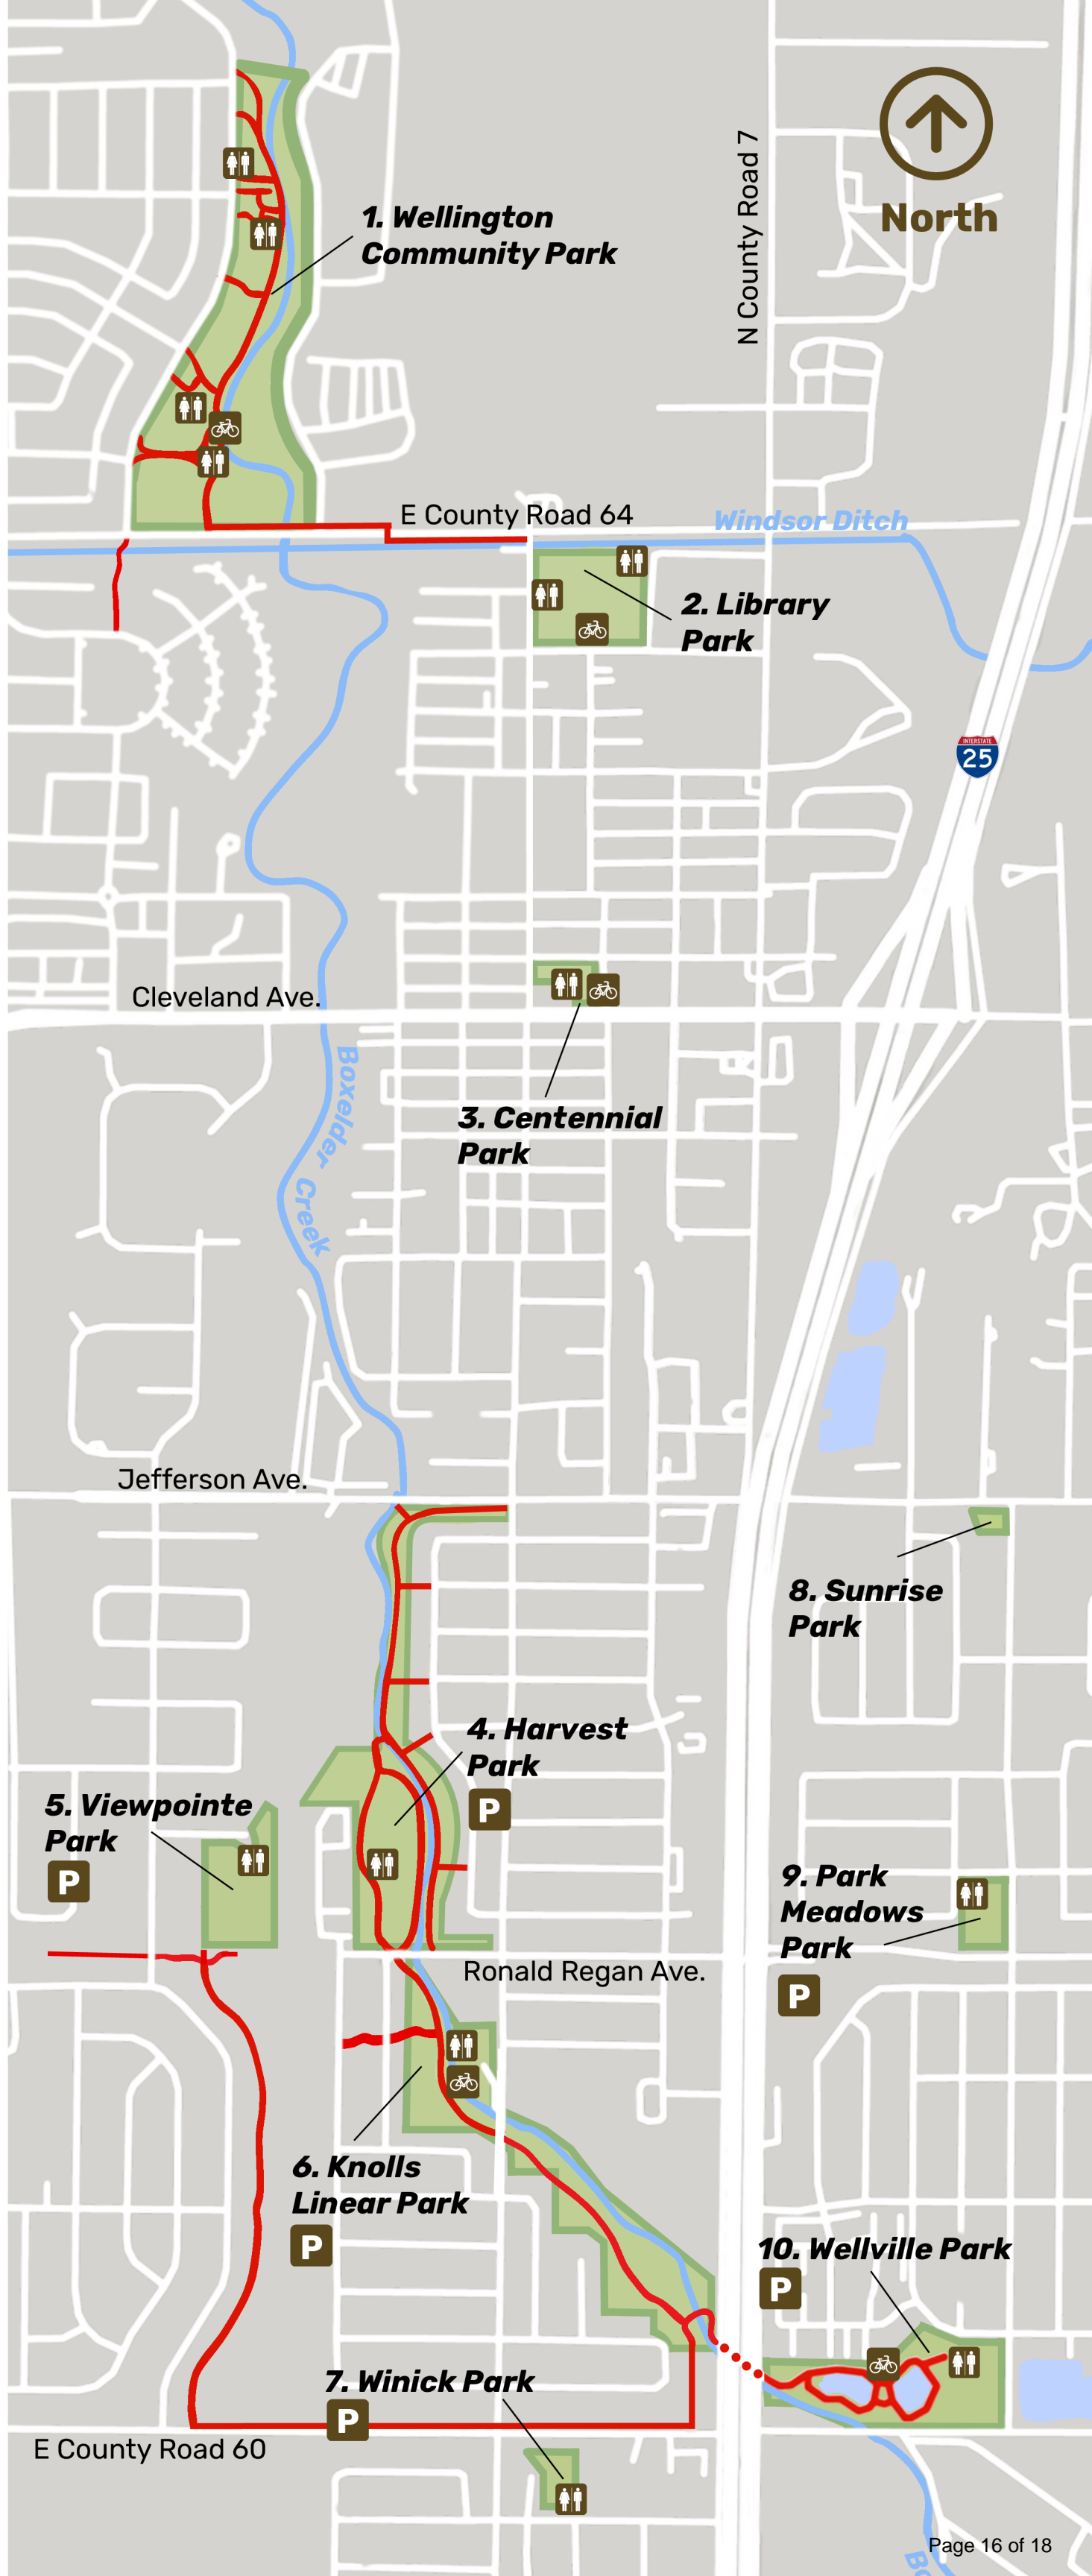 North
N County Road 7
1. Wellington
Community Park
E County Road 64
Windsor Ditch
2. Library
Park
INTERSTATE
25
Cleveland Ave.
Boxelder Creek
3. Centennial
Park
Jefferson Ave.
8. Sunrise
Park
4. Harvest
Park
P
5. Viewpointe
Park
P
9. Park
Meadows
Park
P
Ronald Regan Ave.
6. Knolls
Linear Park
P
10. Wellville Park
P
7. Winick Park
P
E County Road 60
Page 16 of 18